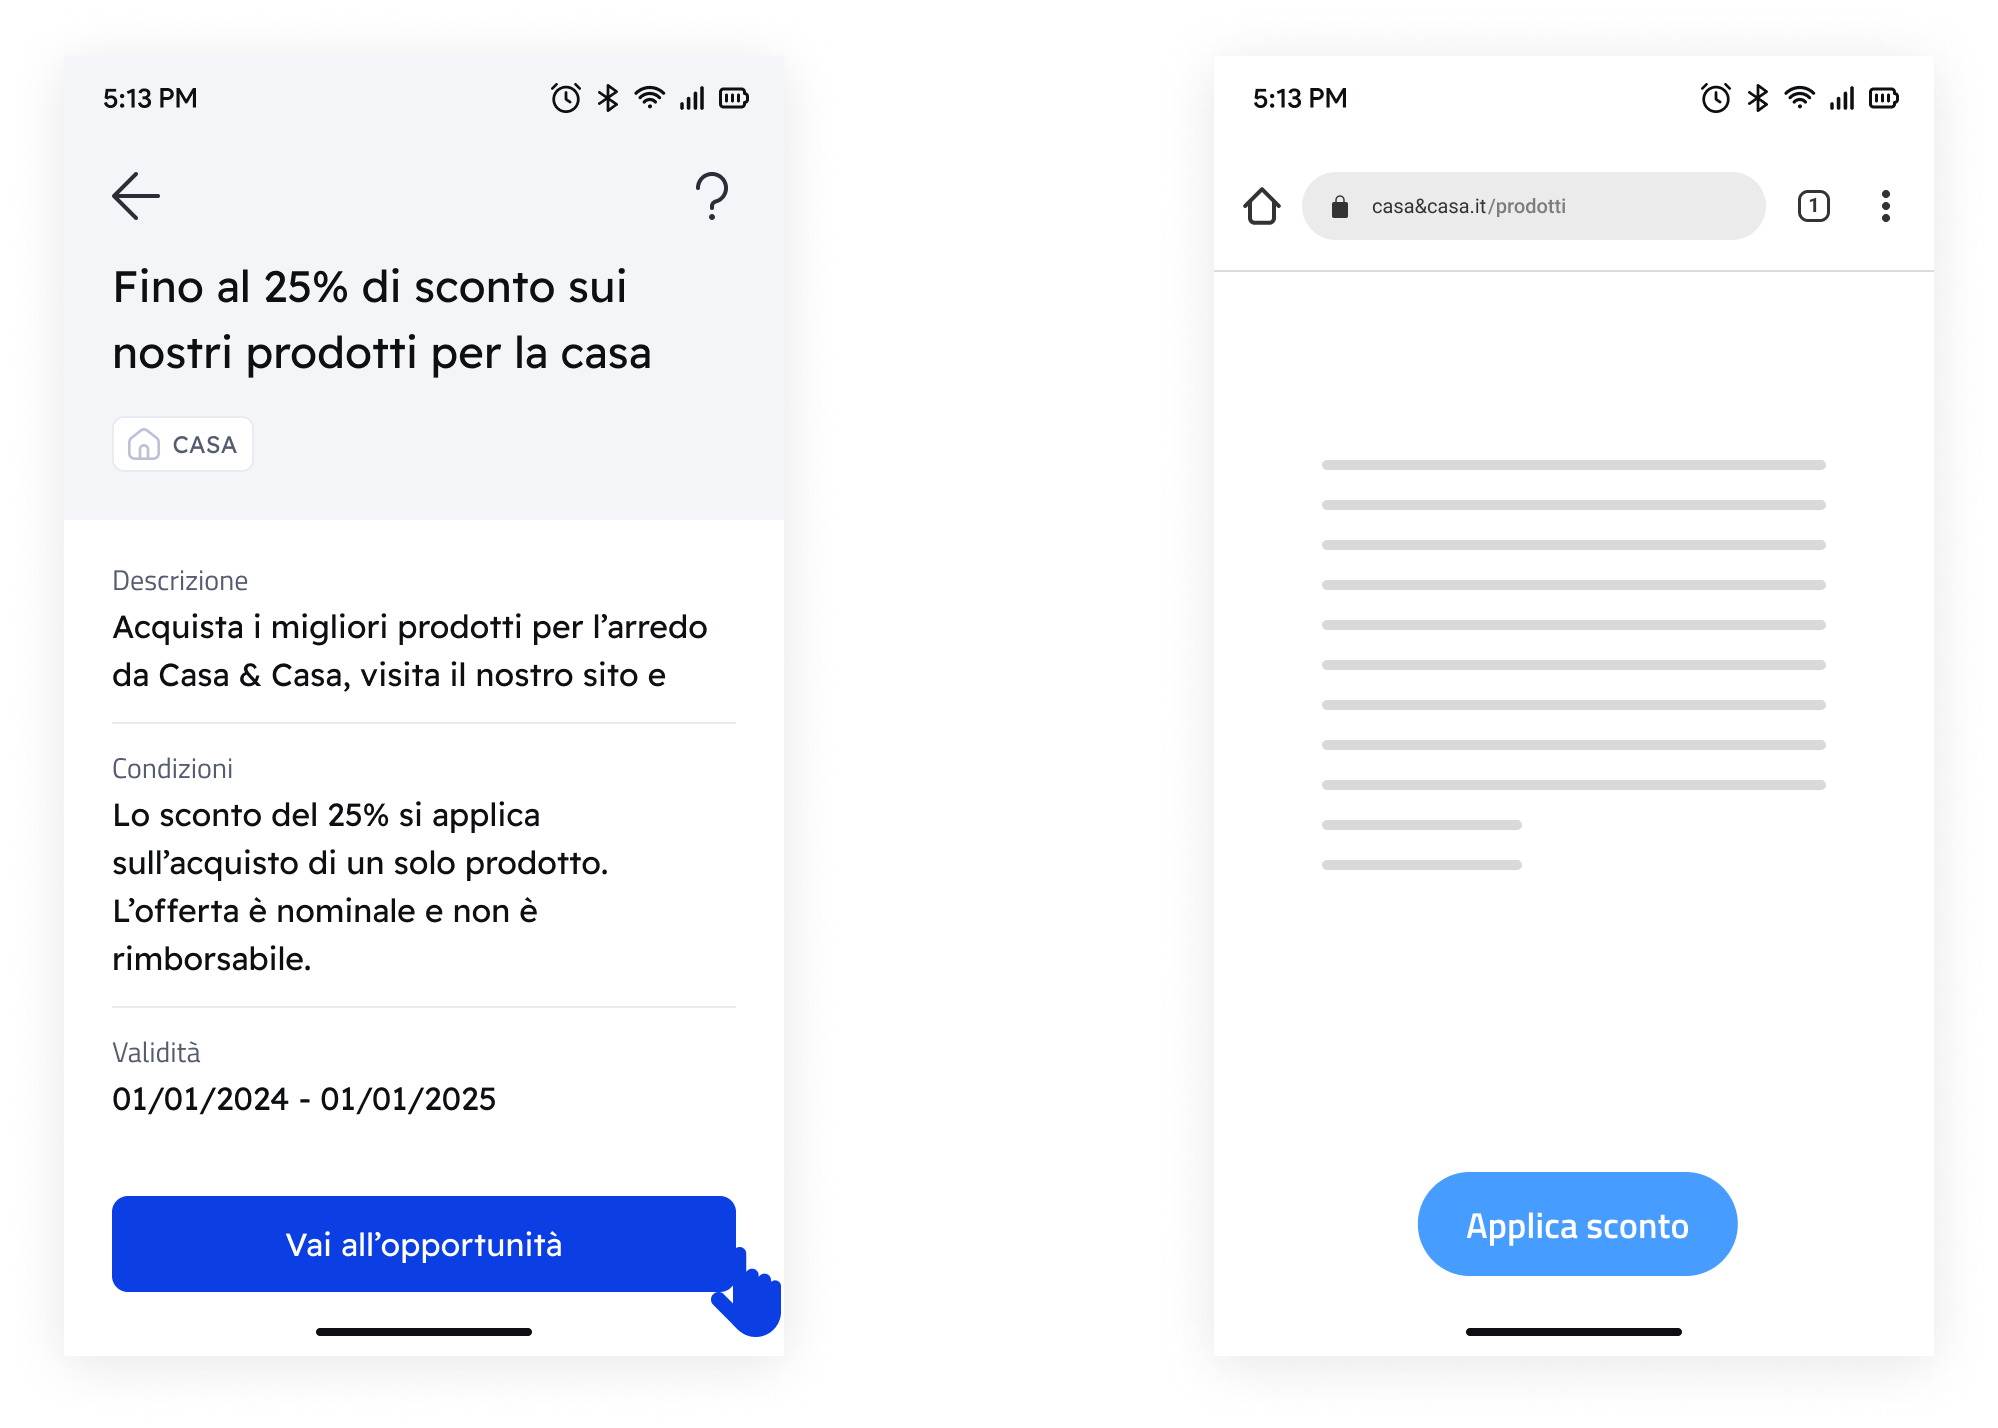 5:13 PM
Fino al 25% di sconto sui
nostri prodotti per la casa
CASA
Descrizione
Acquista i migliori prodotti per l’arredo
da Casa & Casa, visita il nostro sito e
Condizioni
Lo sconto del 25% si applica
sull’acquisto di un solo prodotto.
L’offerta è nominale e non è
rimborsabile.
Validità
01/01/2024 - 01/01/2025
Vai all’opportunità
5:13 PM
casa&casa.it/prodotti
1
Applica sconto